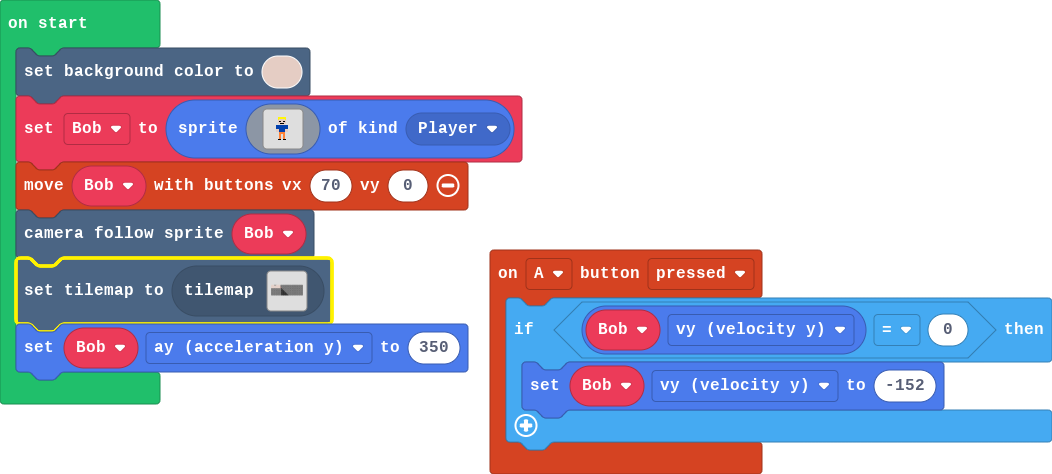 on start
set background color to
set Bob to sprite of kind Player
move Bob with buttons vx 70 vy 0
camera follow sprite Bob
set tilemap to tilemap
set Bob ay (acceleration y) to 350
on A button pressed
if Bob vy (velocity y) = 0 then
set Bob vy (velocity y) to -152